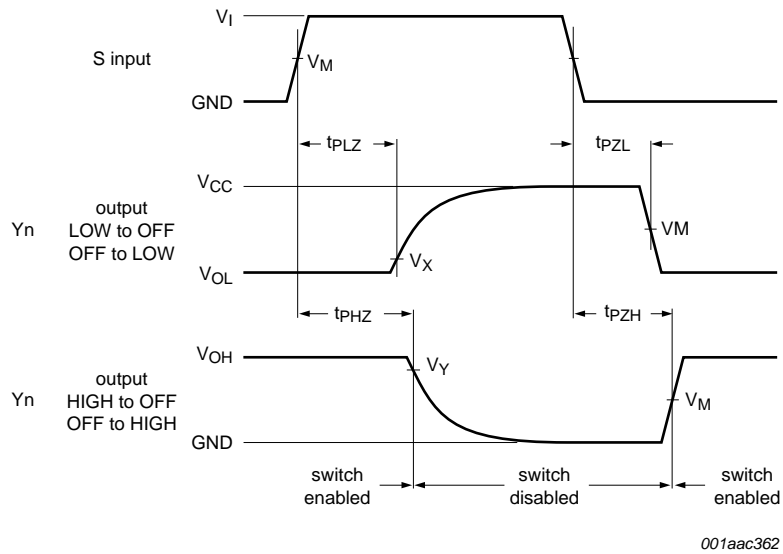 V_I
S input
V_M
GND
t_PLZ
t_PZL
V_CC
Yn
output
LOW to OFF
OFF to LOW
VM
V_X
V_OL
t_PHZ
t_PZH
V_OH
V_Y
Yn
output
HIGH to OFF
OFF to HIGH
V_M
GND
switch
enabled
switch
disabled
switch
enabled
001aac362